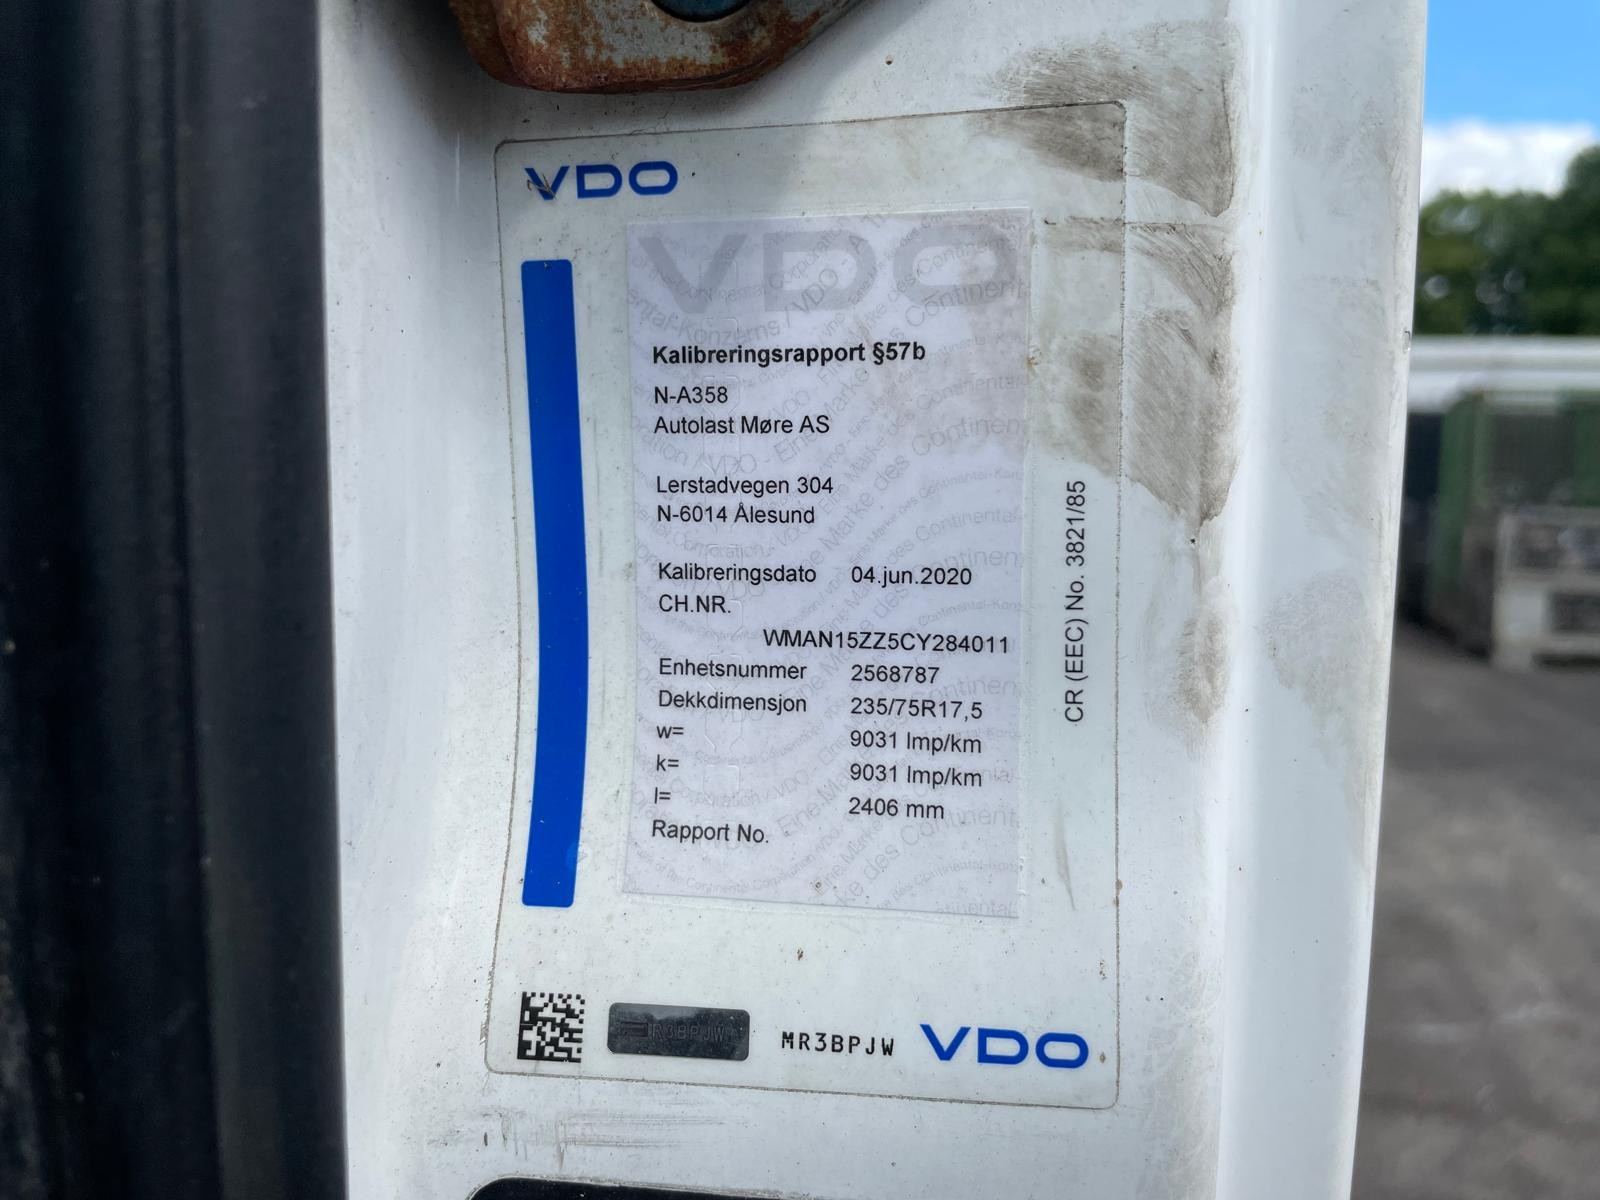 VDO
VDO
Kalibreringsrapport §57b
N-A358
Autolast Møre AS
Lerstadvegen 304
N-6014 Ålesund
Kalibreringsdato 04.jun.2020
CH.NR.
WMAN15ZZ5CY284011
Enhetsnummer 2568787
Dekkdimensjon 235/75R17,5
w= 9031 Imp/km
k= 9031 Imp/km
l= 2406 mm
Rapport No.
CR (EEC) No. 3821/85
MR3BPJW
VDO